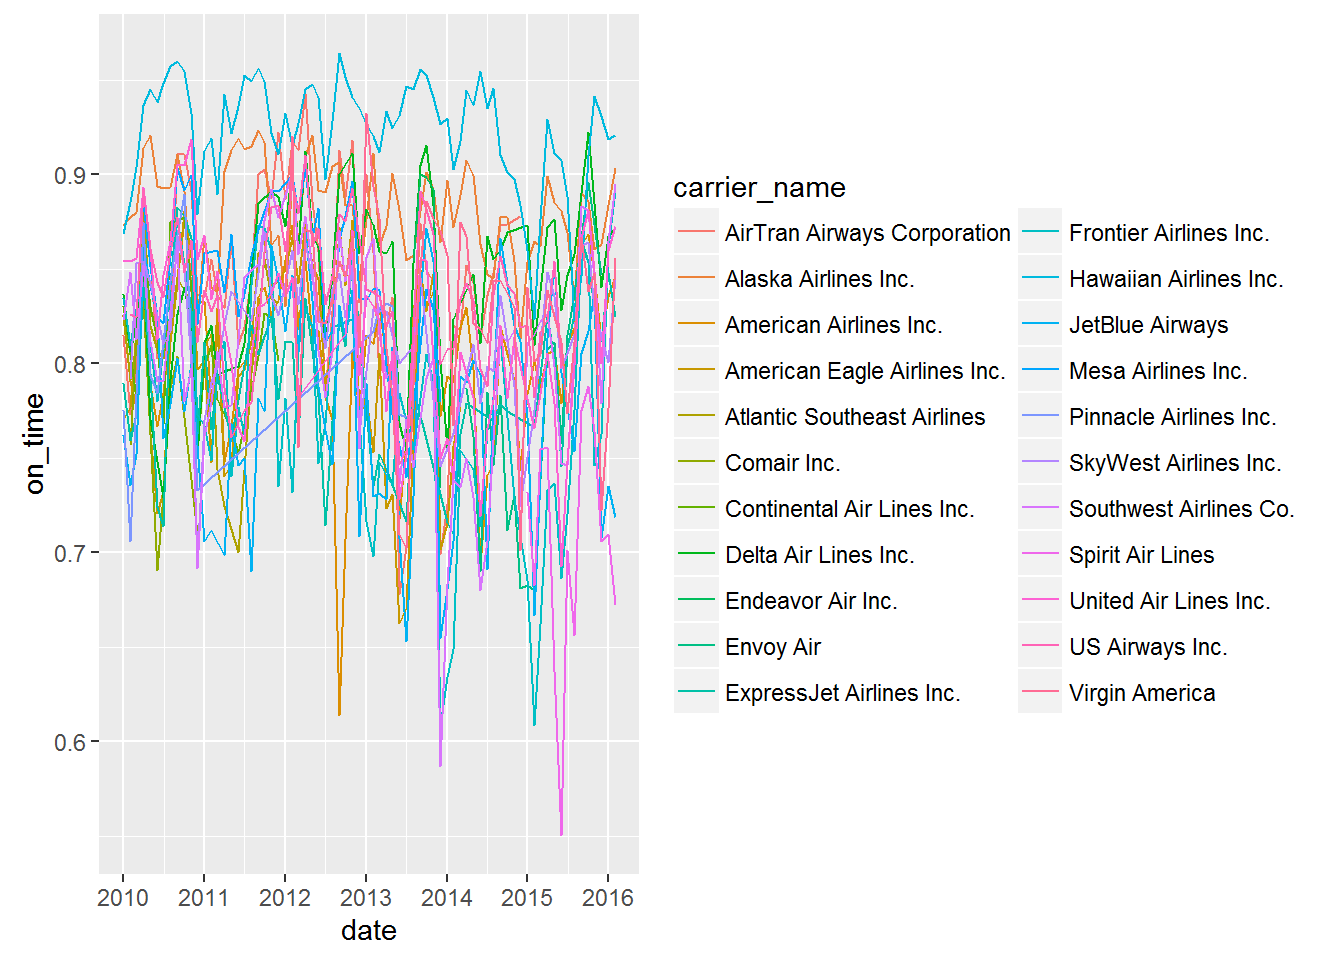 on_time
0.9
0.8
0.7
0.6
2010 2011 2012 2013 2014 2015 2016
date
carrier_name
AirTran Airways Corporation
Alaska Airlines Inc.
American Airlines Inc.
American Eagle Airlines Inc.
Atlantic Southeast Airlines
Comair Inc.
Continental Air Lines Inc.
Delta Air Lines Inc.
Endeavor Air Inc.
Envoy Air
ExpressJet Airlines Inc.
Frontier Airlines Inc.
Hawaiian Airlines Inc.
JetBlue Airways
Mesa Airlines Inc.
Pinnacle Airlines Inc.
SkyWest Airlines Inc.
Southwest Airlines Co.
Spirit Air Lines
United Air Lines Inc.
US Airways Inc.
Virgin America